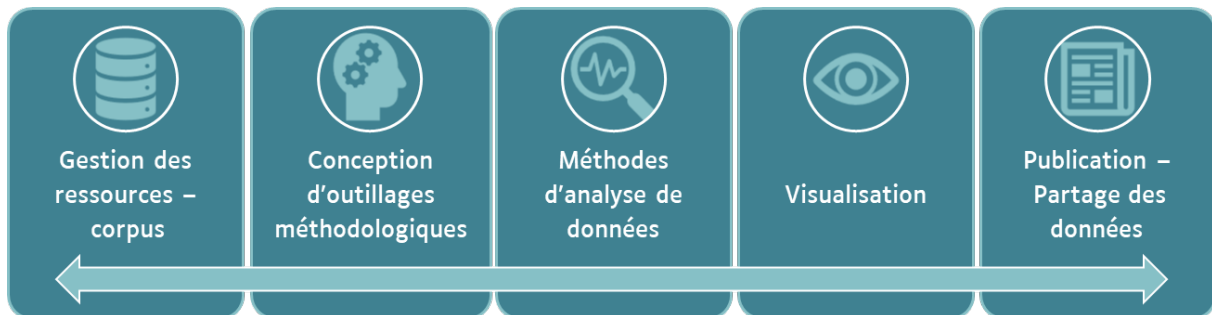 Gestion des
ressources –
corpus
Conception
d'outillages
méthodologiques
Méthodes
d'analyse de
données
Visualisation
Publication –
Partage des
données